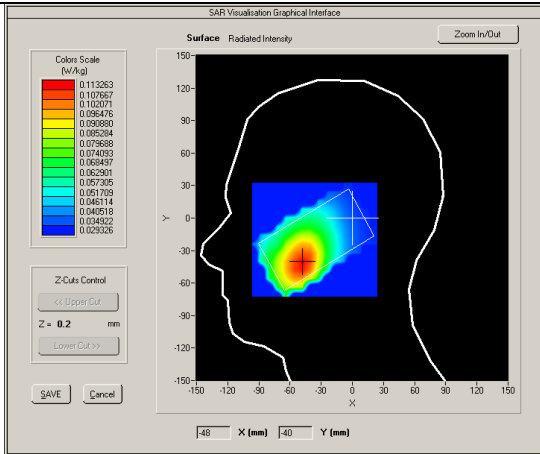 SAR Visualisation Graphical Interface
Surface Radiated Intensity
Zoom In/Out
Colors Scale
(W/kg)
0.113263
0.107667
0.102071
0.096476
0.090880
0.085284
0.079688
0.074093
0.068497
0.062901
0.057305
0.051709
0.046114
0.040518
0.034922
0.029326
Z-Cuts Control
<< Upper Cut
Z = 0.2 mm
Lower Cut >>
SAVE Cancel
150
120
90
60
30
0
-30
-60
-90
-120
-150
Y
-150 -120 -90 -60 -30 0 30 60 90 120 150
X
-48 X (mm) -40 Y (mm)